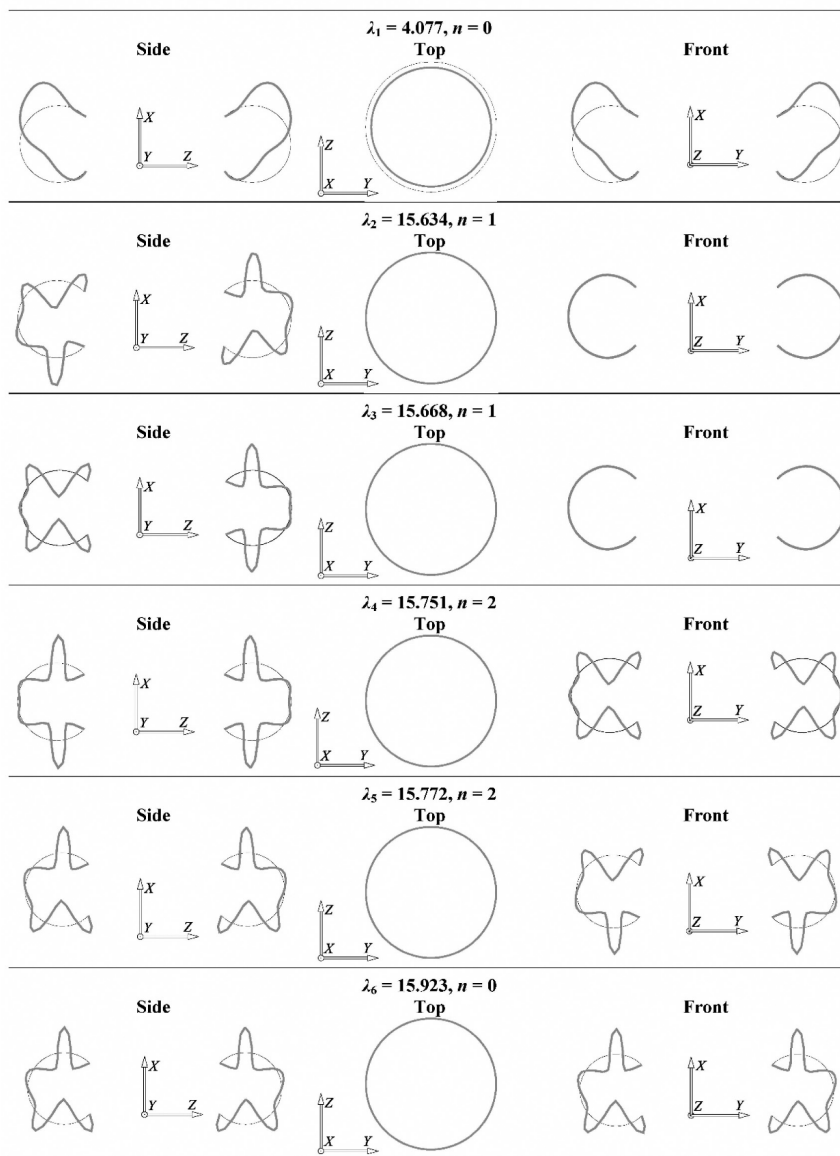 λ1 = 4.077, n = 0
Side Top Front
X Y Z
Z X Y
X Z Y
λ2 = 15.634, n = 1
Side Top Front
X Y Z
Z X Y
X Z Y
λ3 = 15.668, n = 1
Side Top Front
X Y Z
Z X Y
X Z Y
λ4 = 15.751, n = 2
Side Top Front
X Y Z
Z X Y
X Z Y
λ5 = 15.772, n = 2
Side Top Front
X Y Z
Z X Y
X Z Y
λ6 = 15.923, n = 0
Side Top Front
X Y Z
Z X Y
X Z Y